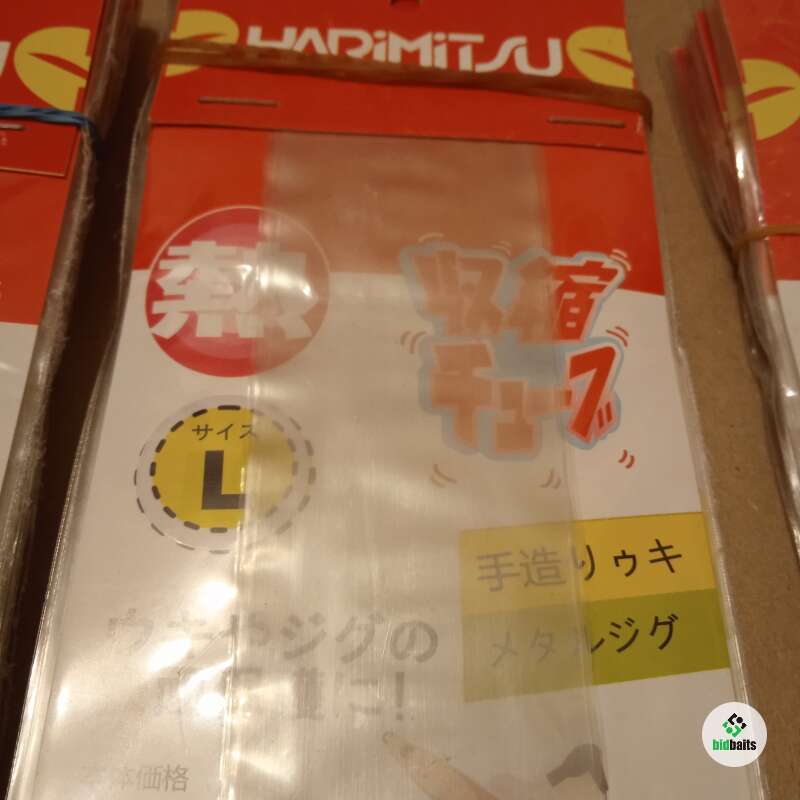 HARiMiTSU
熱
収縮
チューブ
サイズ
L
手造りゥキ
メタルジグ
ウキやジグの
本体価格
bidbaits